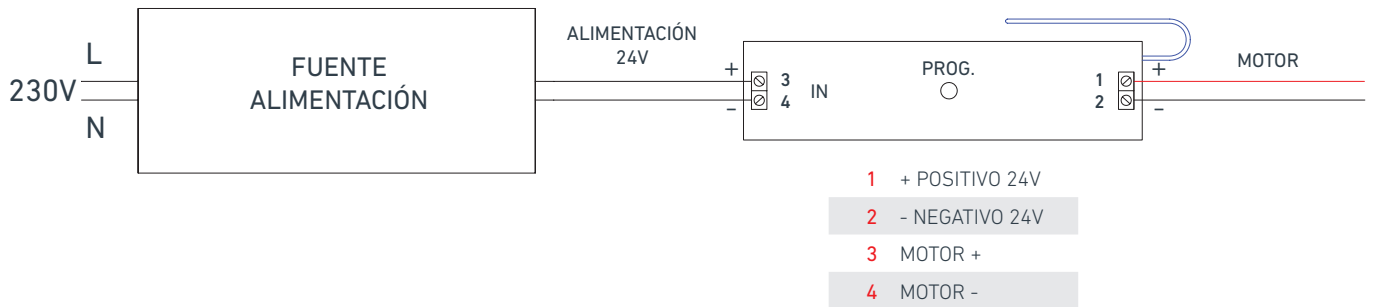 L
230V
N
FUENTE
ALIMENTACIÓN
ALIMENTACIÓN
24V
+
−
3
4
IN
PROG.
1
2
+
−
MOTOR
1 + POSITIVO 24V
2 - NEGATIVO 24V
3 MOTOR +
4 MOTOR -